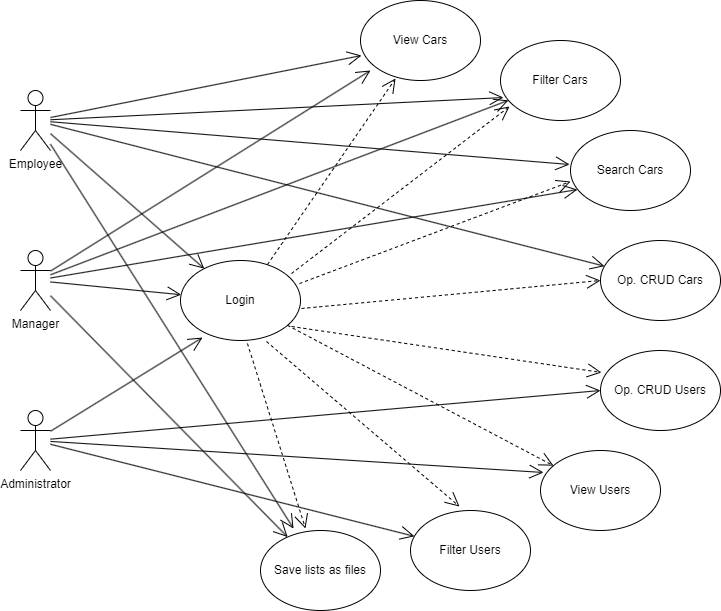 View Cars
Filter Cars
Employee
Search Cars
Manager
Login
Op. CRUD Cars
Op. CRUD Users
Administrator
View Users
Filter Users
Save lists as files